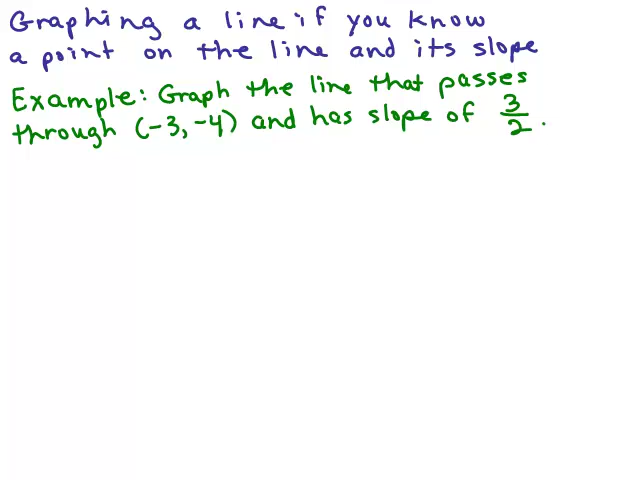 Graphing a line if you know
a point on the line and its slope
Example: Graph the line that passes
through (-3, -4) and has slope of 3/2.